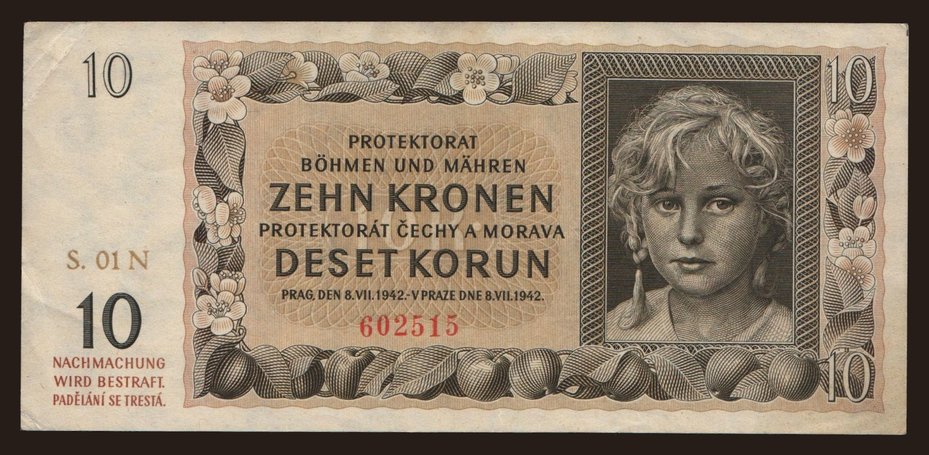 10
PROTEKTORAT
BÖHMEN UND MÄHREN
ZEHN KRONEN
PROTEKTORÁT ČECHY A MORAVA
DESET KORUN
PRAG, DEN 8. VII. 1942.-V PRAZE DNE 8. VII. 1942.
602515
10
S. 01 N
10
NACHMACHUNG
WIRD BESTRAFT.
PADĚLÁNÍ SE TRESTÁ.
10